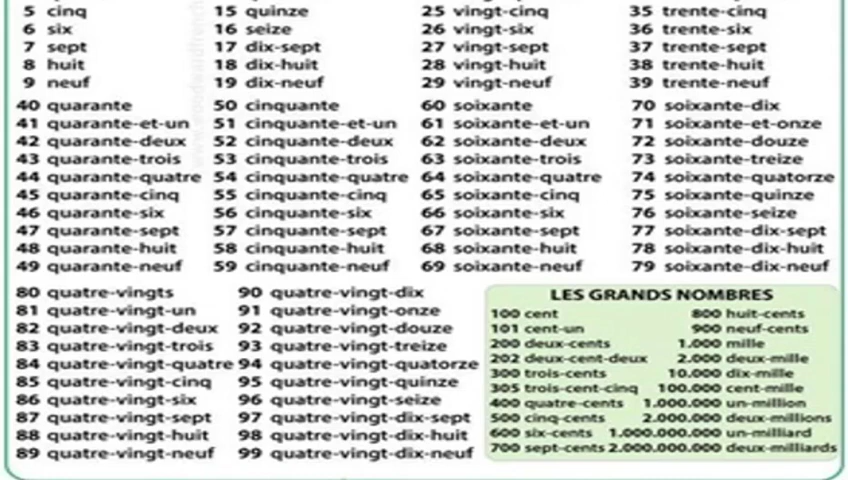 5 cinq 15 quinze 25 vingt-cinq 35 trente-cinq
6 six 16 seize 26 vingt-six 36 trente-six
7 sept 17 dix-sept 27 vingt-sept 37 trente-sept
8 huit 18 dix-huit 28 vingt-huit 38 trente-huit
9 neuf 19 dix-neuf 29 vingt-neuf 39 trente-neuf
40 quarante 50 cinquante 60 soixante 70 soixante-dix
41 quarante-et-un 51 cinquante-et-un 61 soixante-et-un 71 soixante-et-onze
42 quarante-deux 52 cinquante-deux 62 soixante-deux 72 soixante-douze
43 quarante-trois 53 cinquante-trois 63 soixante-trois 73 soixante-treize
44 quarante-quatre 54 cinquante-quatre 64 soixante-quatre 74 soixante-quatorze
45 quarante-cinq 55 cinquante-cinq 65 soixante-cinq 75 soixante-quinze
46 quarante-six 56 cinquante-six 66 soixante-six 76 soixante-seize
47 quarante-sept 57 cinquante-sept 67 soixante-sept 77 soixante-dix-sept
48 quarante-huit 58 cinquante-huit 68 soixante-huit 78 soixante-dix-huit
49 quarante-neuf 59 cinquante-neuf 69 soixante-neuf 79 soixante-dix-neuf
80 quatre-vingts 90 quatre-vingt-dix
81 quatre-vingt-un 91 quatre-vingt-onze
82 quatre-vingt-deux 92 quatre-vingt-douze
83 quatre-vingt-trois 93 quatre-vingt-treize
84 quatre-vingt-quatre 94 quatre-vingt-quatorze
85 quatre-vingt-cinq 95 quatre-vingt-quinze
86 quatre-vingt-six 96 quatre-vingt-seize
87 quatre-vingt-sept 97 quatre-vingt-dix-sept
88 quatre-vingt-huit 98 quatre-vingt-dix-huit
89 quatre-vingt-neuf 99 quatre-vingt-dix-neuf
LES GRANDS NOMBRES
100 cent 800 huit-cents
101 cent-un 900 neuf-cents
200 deux-cents 1.000 mille
202 deux-cent-deux 2.000 deux-mille
300 trois-cents 10.000 dix-mille
305 trois-cent-cinq 100.000 cent-mille
400 quatre-cents 1.000.000 un-million
500 cinq-cents 2.000.000 deux-millions
600 six-cents 1.000.000.000 un-milliard
700 sept-cents 2.000.000.000 deux-milliards